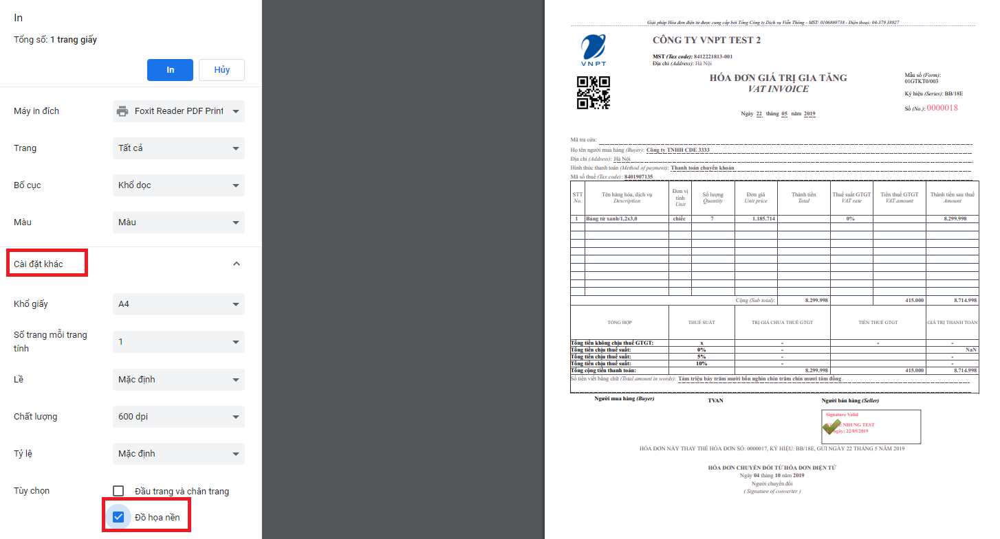 In
Tổng số: 1 trang giấy
In
Hủy
Máy in đích
Foxit Reader PDF Print
Trang
Tất cả
Bố cục
Khổ dọc
Màu
Màu
Cài đặt khác
Khổ giấy
A4
Số trang mỗi trang
tính
1
Lề
Mặc định
Chất lượng
600 dpi
Tỷ lệ
Mặc định
Tùy chọn
Đầu trang và chân trang
Đồ họa nền
Giải pháp Hóa đơn điện tử được cung cấp bởi Tổng Công ty Dịch vụ Viễn Thông - MST: 0106869738 - Điện thoại: 04-379 38927
VNPT
CÔNG TY VNPT TEST 2
MST (Tax code): 8412221813-001
Địa chỉ (Address): Hà Nội
HÓA ĐƠN GIÁ TRỊ GIA TĂNG
VAT INVOICE
Ngày 22 tháng 05 năm 2019
Mẫu số (Form):
01GTKT0/003
Ký hiệu (Series): BB/18E
Số (No.): 0000018
Mã tra cứu:
Họ tên người mua hàng (Buyer): Công ty TNHH CDE 3333
Địa chỉ (Address): Hà Nội
Hình thức thanh toán (Method of payment): Thanh toán chuyển khoản
Mã số thuế (Tax code): 8401907135
STT
No.
Tên hàng hóa, dịch vụ
Description
Đơn vị
tính
Unit
Số lượng
Quantity
Đơn giá
Unit price
Thành tiền
Total
Thuế suất GTGT
VAT rate
Tiền thuế GTGT
VAT amount
Thành tiền sau thuế
Amount
1 Bảng từ xanh/1,2x3,0 chiếc 7 1.185.714 0% 8.299.998
Cộng (Sub total): 8.299.998 415.000 8.714.998
TỔNG HỢP THUẾ SUẤT TRỊ GIÁ CHƯA THUẾ GTGT TIỀN THUẾ GTGT GIÁ TRỊ THANH TOÁN
Tổng tiền không chịu thuế GTGT: x - - -
Tổng tiền chịu thuế suất: 0% - NaN
Tổng tiền chịu thuế suất: 5% - -
Tổng tiền chịu thuế suất: 10% - -
Tổng cộng tiền thanh toán: 8.299.998 415.000 8.714.998
Số tiền viết bằng chữ (Total amount in words): Tám triệu bảy trăm mười bốn nghìn chín trăm chín mươi tám đồng
Người mua hàng (Buyer)
TVAN
Người bán hàng (Seller)
Signature Valid
NHUNG TEST
ngày: 22/05/2019
HÓA ĐƠN NÀY THAY THẾ HÓA ĐƠN SỐ: 0000017, KÝ HIỆU: BB/18E, GỬI NGÀY 22 THÁNG 5 NĂM 2019
HÓA ĐƠN CHUYỂN ĐỔI TỪ HÓA ĐƠN ĐIỆN TỬ
Ngày 04 tháng 10 năm 2019
Người chuyển đổi
( Signature of converter )